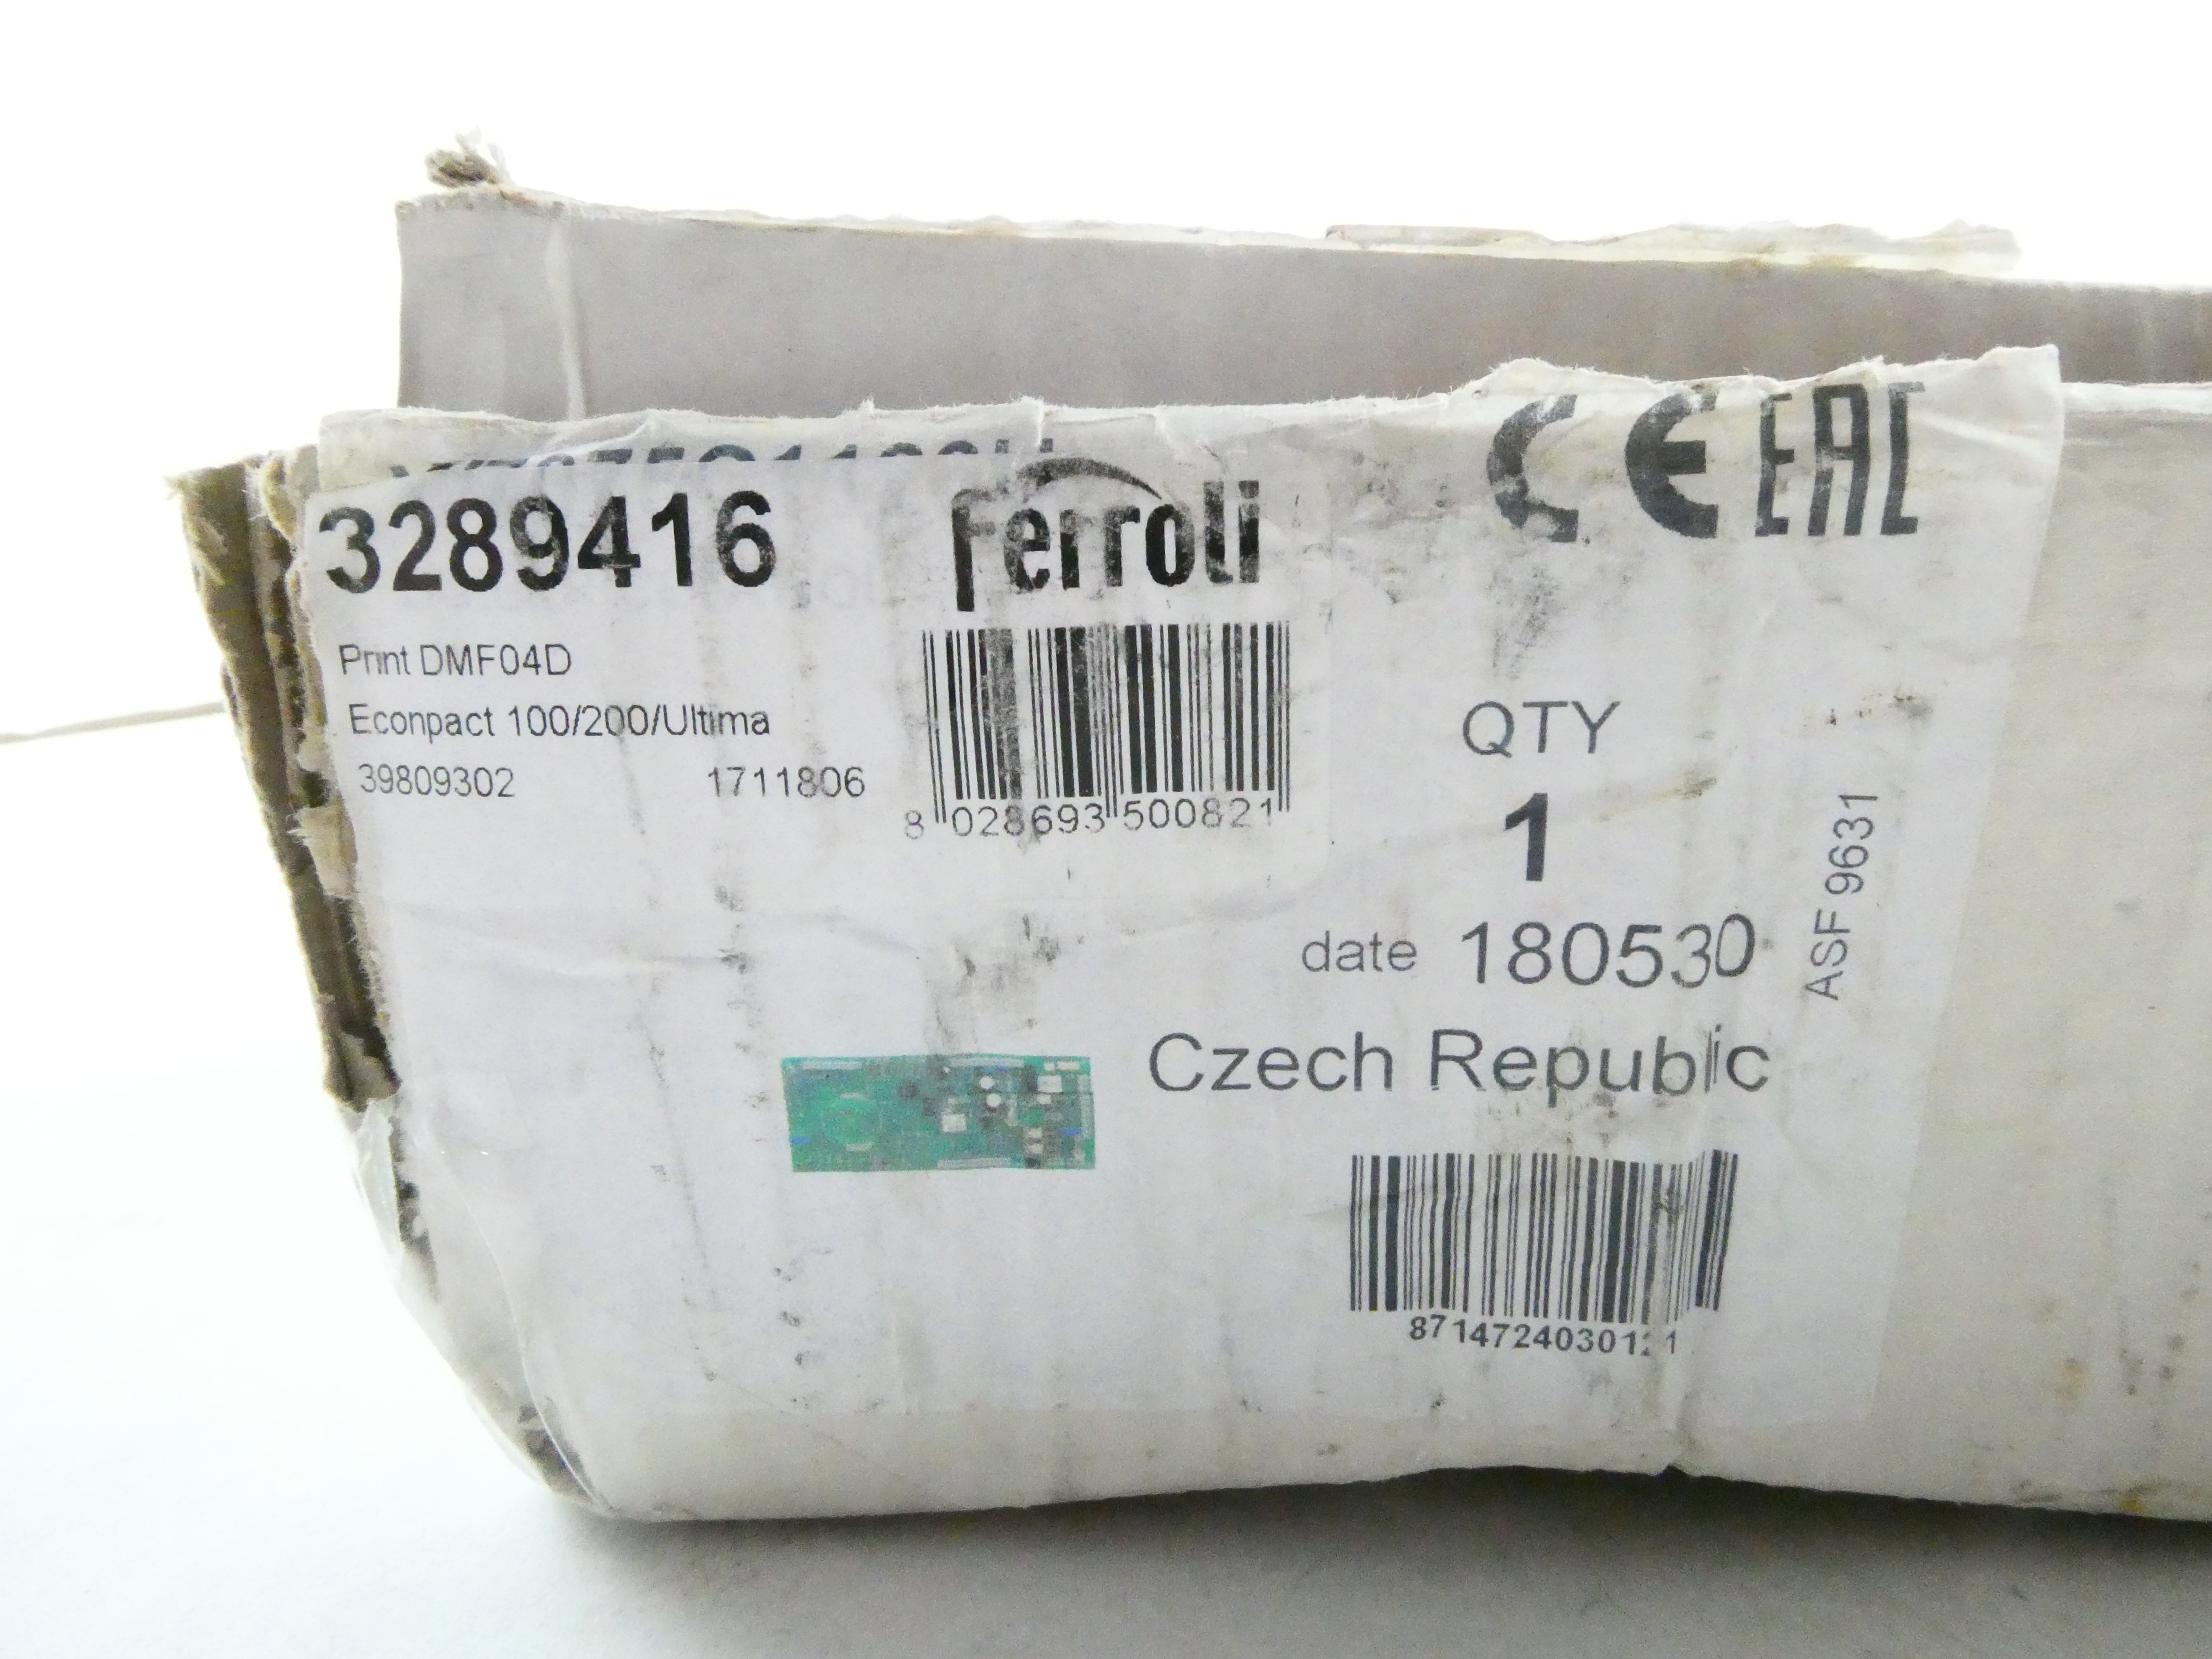 3289416
Ferroli
CE EAC
Print DMF04D
Econpact 100/200/Ultima
39809302 1711806
8 028693 500821
QTY
1
date 180530
ASF 9631
Czech Republic